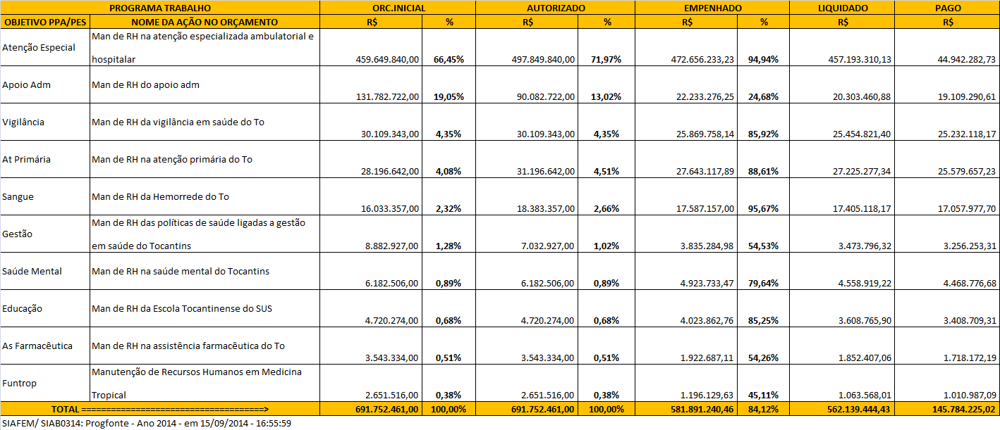 PROGRAMA TRABALHO ORC.INICIAL AUTORIZADO EMPENHADO LIQUIDADO PAGO
OBJETIVO PPA/PES NOME DA AÇÃO NO ORÇAMENTO R$ % R$ % R$ % R$ R$
Atenção Especial Man de RH na atenção especializada ambulatorial e
hospitalar 459.649.840,00 66,45% 497.849.840,00 71,97% 472.656.233,23 94,94% 457.193.310,13 44.942.282,73
Apoio Adm Man de RH do apoio adm
131.782.722,00 19,05% 90.082.722,00 13,02% 22.233.276,25 24,68% 20.303.460,88 19.109.290,61
Vigilância Man de RH da vigilância em saúde do To
30.109.343,00 4,35% 30.109.343,00 4,35% 25.869.758,14 85,92% 25.454.821,40 25.232.118,17
At Primária Man de RH na atenção primária do To
28.196.642,00 4,08% 31.196.642,00 4,51% 27.643.117,89 88,61% 27.225.277,34 25.579.657,23
Sangue Man de RH da Hemorrede do To
16.033.357,00 2,32% 18.383.357,00 2,66% 17.587.157,00 95,67% 17.405.118,17 17.057.977,70
Gestão Man de RH das políticas de saúde ligadas a gestão
em saúde do Tocantins 8.882.927,00 1,28% 7.032.927,00 1,02% 3.835.284,98 54,53% 3.473.796,32 3.256.253,31
Saúde Mental Man de RH na saúde mental do Tocantins
6.182.506,00 0,89% 6.182.506,00 0,89% 4.923.733,47 79,64% 4.558.919,22 4.468.776,68
Educação Man de RH da Escola Tocantinense do SUS
4.720.274,00 0,68% 4.720.274,00 0,68% 4.023.862,76 85,25% 3.608.765,90 3.408.709,31
As Farmacêutica Man de RH na assistência farmacêutica do To
3.543.334,00 0,51% 3.543.334,00 0,51% 1.922.687,11 54,26% 1.852.407,06 1.718.172,19
Funtrop Manutenção de Recursos Humanos em Medicina
Tropical 2.651.516,00 0,38% 2.651.516,00 0,38% 1.196.129,63 45,11% 1.063.568,01 1.010.987,09
TOTAL =====================================> 691.752.461,00 100,00% 691.752.461,00 100,00% 581.891.240,46 84,12% 562.139.444,43 145.784.225,02
SIAFEM/ SIAB0314: Progfonte - Ano 2014 - em 15/09/2014 - 16:55:59